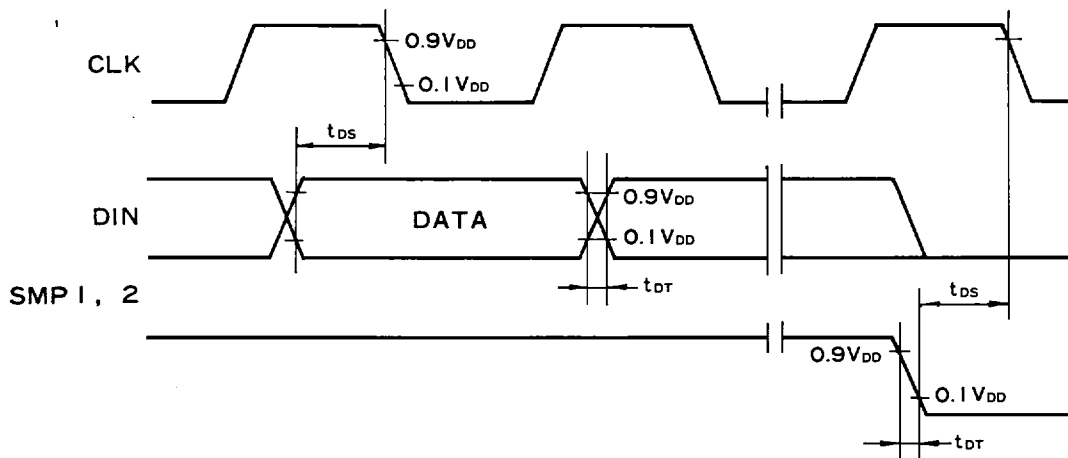 CLK
0.9VDD
0.1VDD
tDS
DIN
DATA
0.9VDD
0.1VDD
tDT
SMP1, 2
tDS
0.9VDD
0.1VDD
tDT